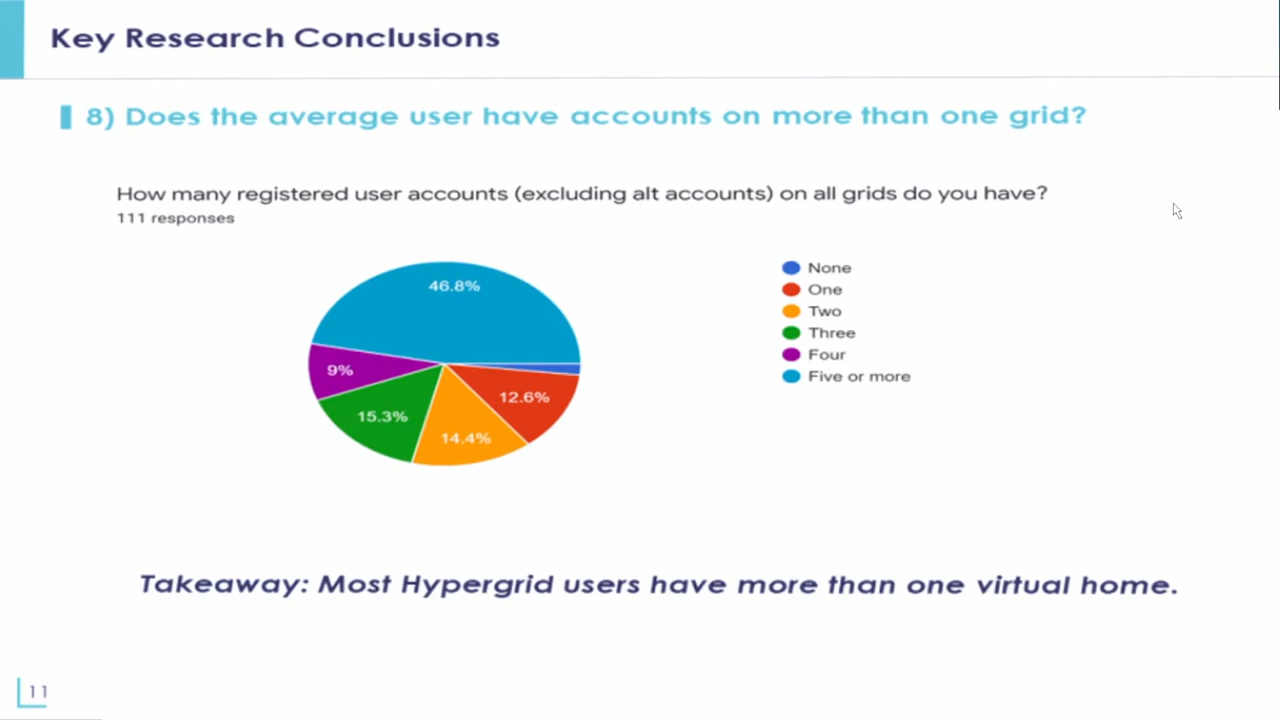 Key Research Conclusions
8) Does the average user have accounts on more than one grid?
How many registered user accounts (excluding alt accounts) on all grids do you have?
111 responses
46.8%
9%
12.6%
15.3%
14.4%
None
One
Two
Three
Four
Five or more
Takeaway: Most Hypergrid users have more than one virtual home.
11